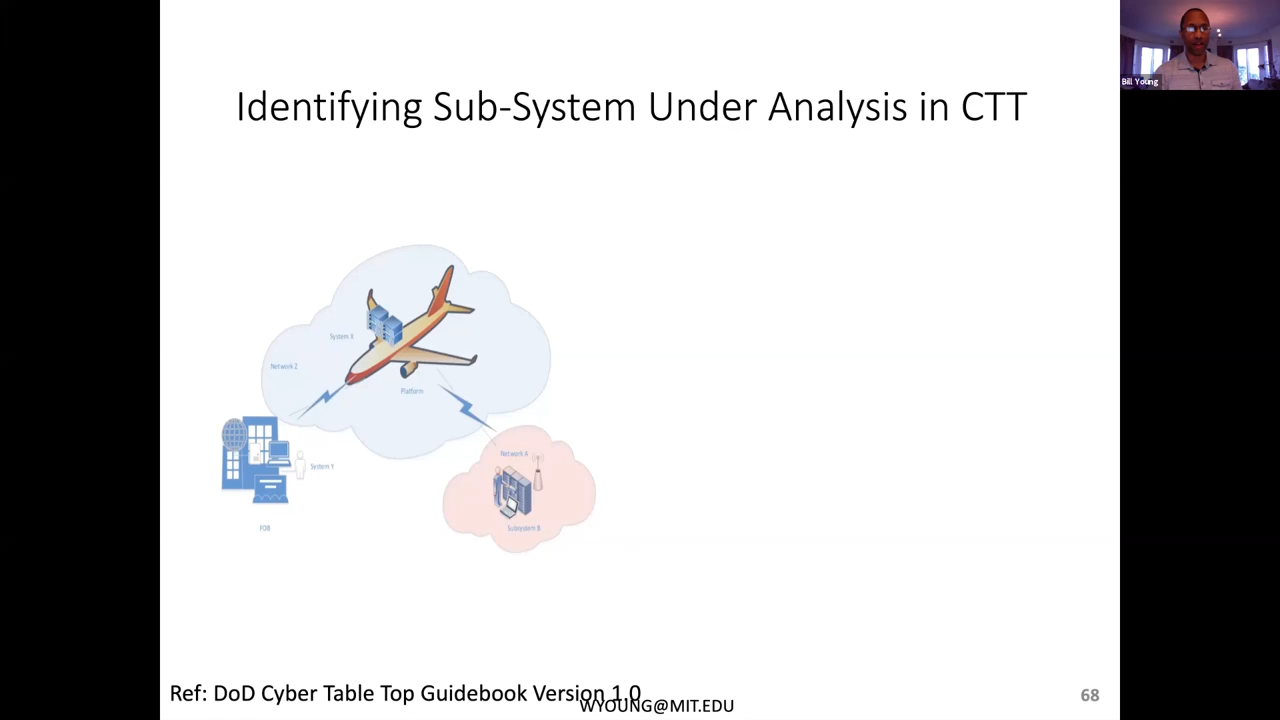 Identifying Sub-System Under Analysis in CTT
Bill Young
System X
Network Z
Platform
Network A
System Y
Subsystem B
FOB
Ref: DoD Cyber Table Top Guidebook Version 1.0
WYOUNG@MIT.EDU
68